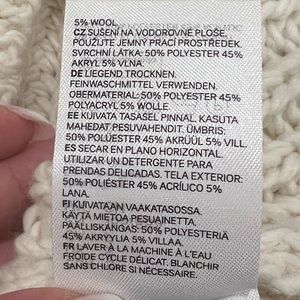 5% WOOL
CZ SUŠENÍ NA VODOROVNÉ PLOŠE,
POUŽIJTE JEMNÝ PRACÍ PROSTŘEDEK.
SVRCHNÍ LÁTKA: 50% POLYESTER 45%
AKRYL 5% VLNA
DE LIEGEND TROCKNEN.
FEINWASCHMITTEL VERWENDEN.
OBERMATERIAL: 50% POLYESTER 45%
POLYACRYL 5% WOLLE
EE KUIVATA TASASEL PINNAL. KASUTA
MAHEDAT PESUVAHENDIT. ÜMBRIS:
50% POLÜESTER 45% AKRÜÜL 5% VILL.
ES SECAR EN PLANO HORIZONTAL.
UTILIZAR UN DETERGENTE PARA
PRENDAS DELICADAS. TELA EXTERIOR:
50% POLIÉSTER 45% ACRÍLICO 5%
LANA.
FI KUIVATAAN VAAKATASOSSA.
KÄYTÄ MIETOA PESUAINETTA.
PÄÄLLISKANGAS: 50% POLYESTER
45% AKRYYLIA 5% VILLAA.
FR LAVER À LA MACHINE À L'EAU
FROIDE CYCLE DÉLICAT. BLANCHIR
SANS CHLORE SI NÉCESSAIRE.